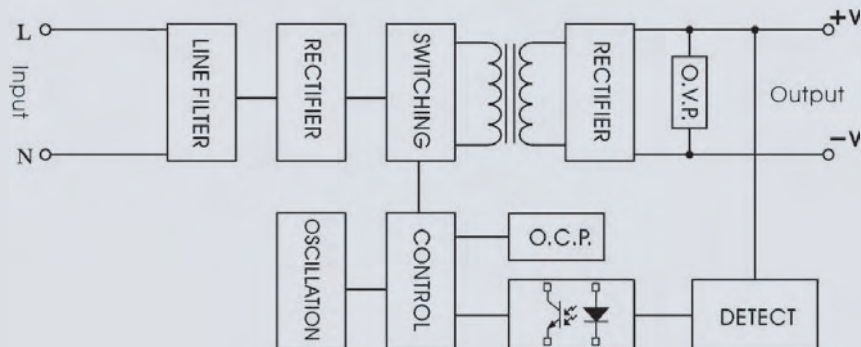 L
Input
N
LINE FILTER
RECTIFIER
SWITCHING
RECTIFIER
O.V.P.
+V
Output
−V
OSCILLATION
CONTROL
O.C.P.
DETECT